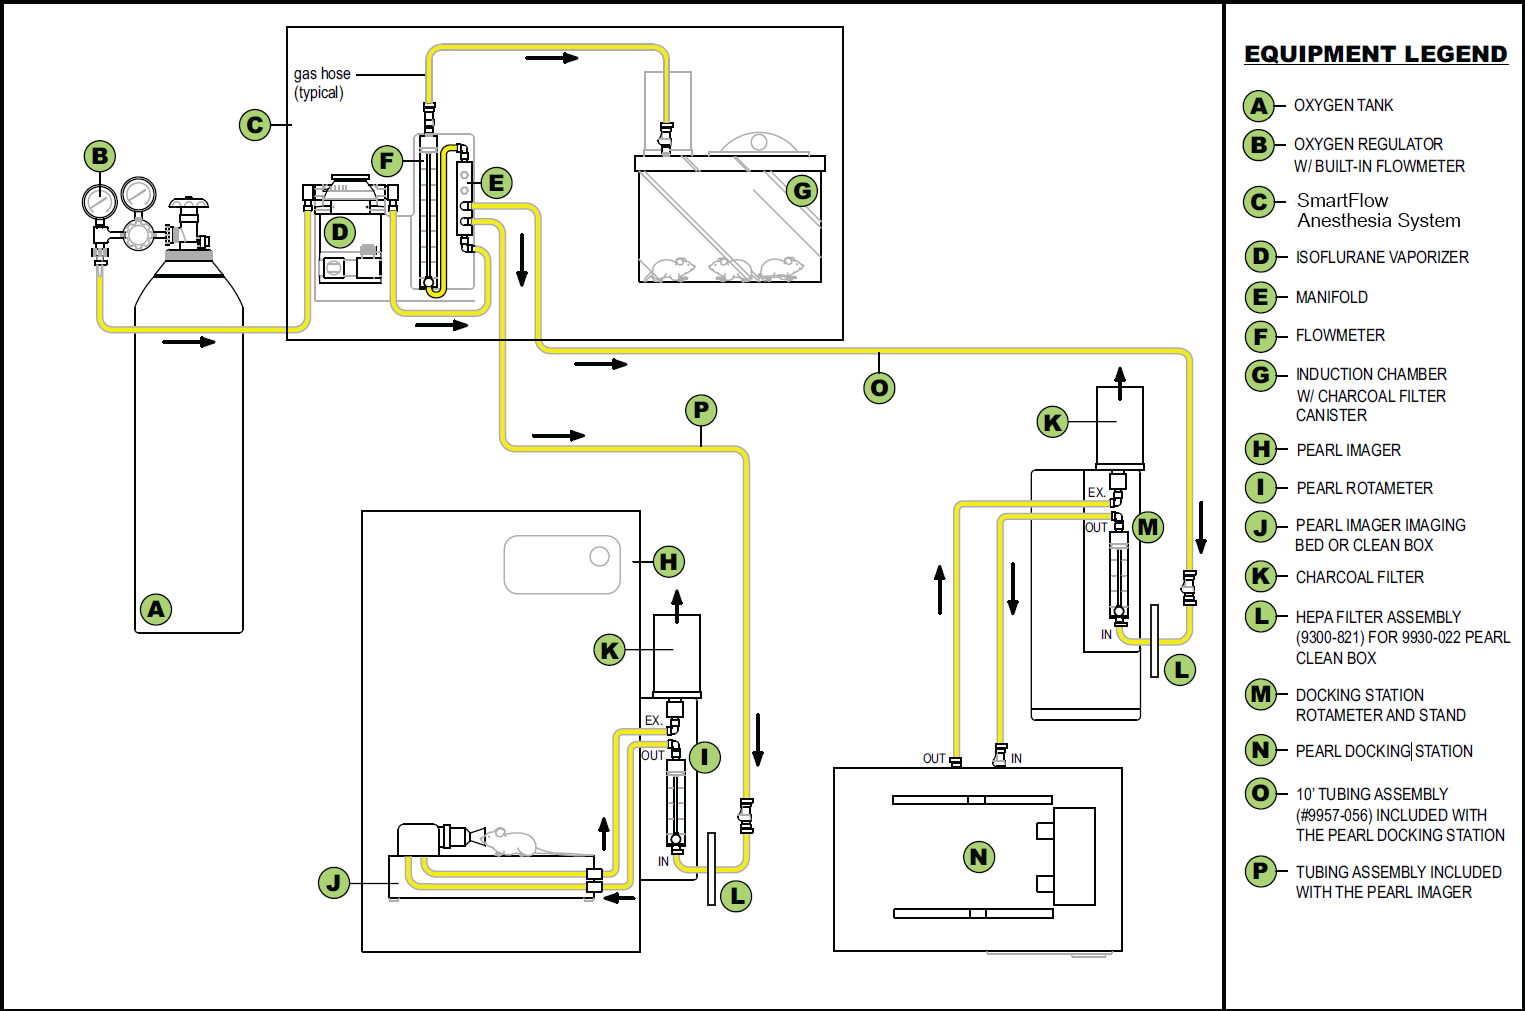 gas hose
(typical)
C
B
F
E
G
D
O
P
K
EX.
OUT
M
H
IN
A
K
L
EX.
OUT
I
OUT
IN
IN
N
J
L
EQUIPMENT LEGEND
A OXYGEN TANK
B OXYGEN REGULATOR
W/ BUILT-IN FLOWMETER
C SmartFlow
Anesthesia System
D ISOFLURANE VAPORIZER
E MANIFOLD
F FLOWMETER
G INDUCTION CHAMBER
W/ CHARCOAL FILTER
CANISTER
H PEARL IMAGER
I PEARL ROTAMETER
J PEARL IMAGER IMAGING
BED OR CLEAN BOX
K CHARCOAL FILTER
L HEPA FILTER ASSEMBLY
(9300-821) FOR 9930-022 PEARL
CLEAN BOX
M DOCKING STATION
ROTAMETER AND STAND
N PEARL DOCKING STATION
O 10' TUBING ASSEMBLY
(#9957-056) INCLUDED WITH
THE PEARL DOCKING STATION
P TUBING ASSEMBLY INCLUDED
WITH THE PEARL IMAGER